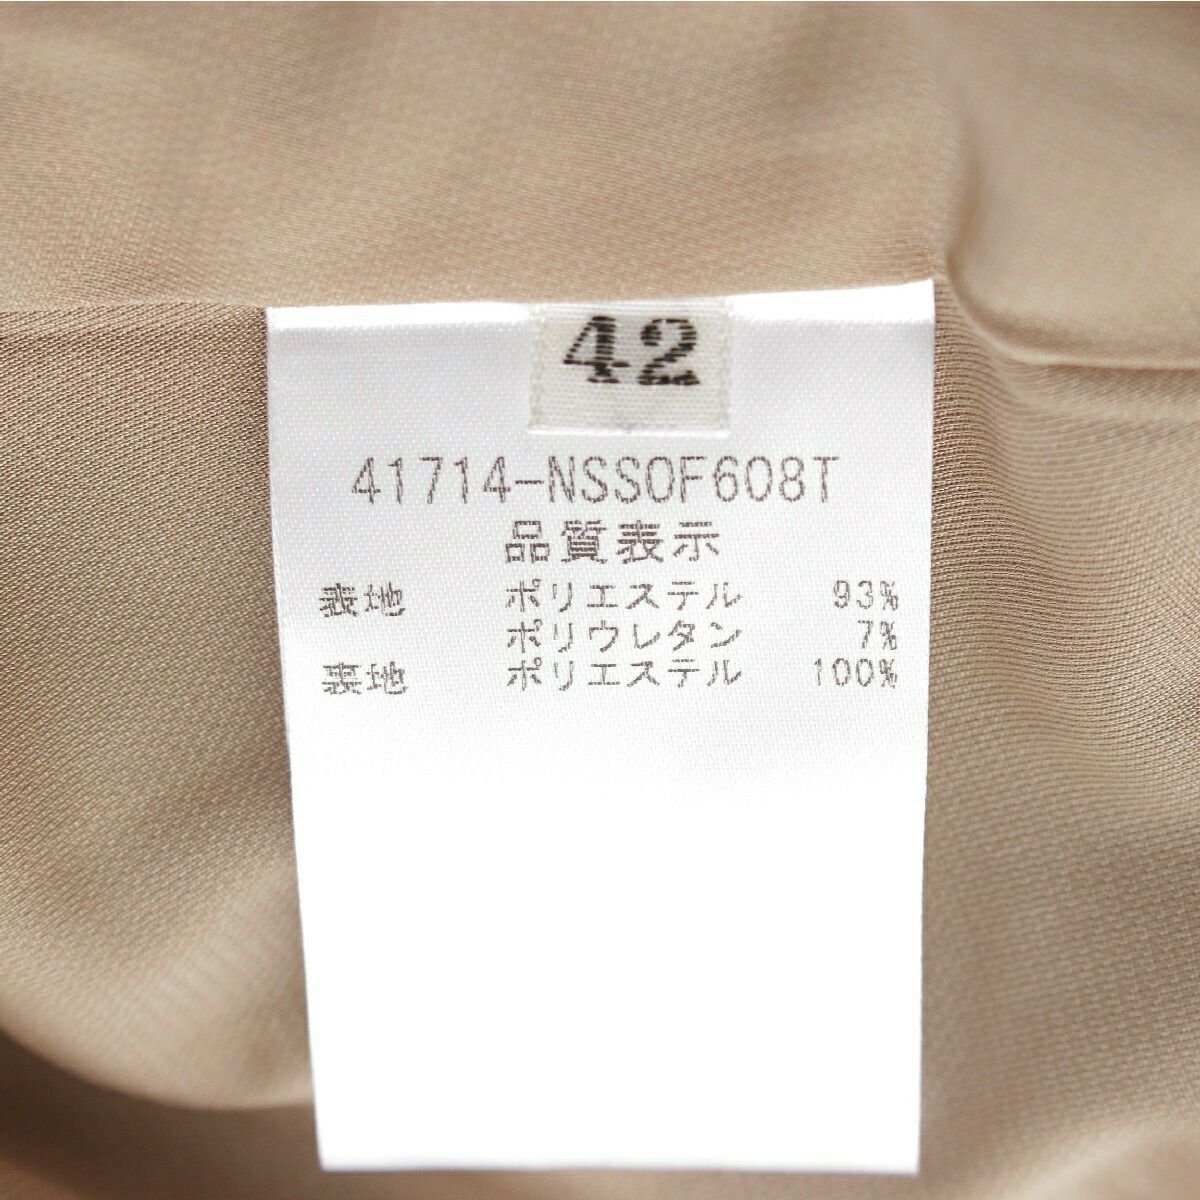 42
41714-NSSOF608T
品質表示
表地 ポリエステル 93%
ポリウレタン 7%
裏地 ポリエステル 100%